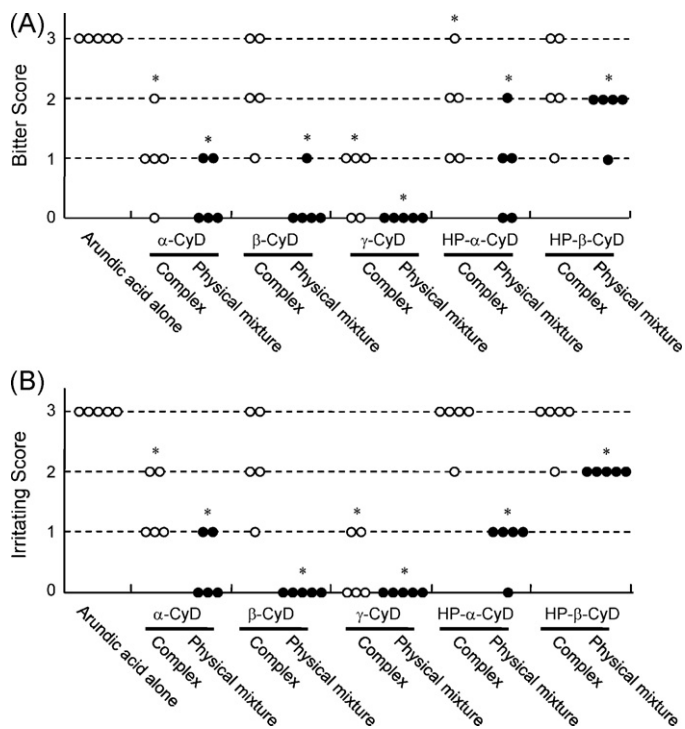 (A)
Bitter Score
3
*
2
*
*
*
1
*
*
*
*
0
α-CyD β-CyD γ-CyD HP-α-CyD HP-β-CyD
Arundic acid alone
Complex
Physical mixture
Complex
Physical mixture
Complex
Physical mixture
Complex
Physical mixture
Complex
Physical mixture
(B)
Irritating Score
3
*
*
2
*
*
*
1
*
*
0
α-CyD β-CyD γ-CyD HP-α-CyD HP-β-CyD
Arundic acid alone
Complex
Physical mixture
Complex
Physical mixture
Complex
Physical mixture
Complex
Physical mixture
Complex
Physical mixture